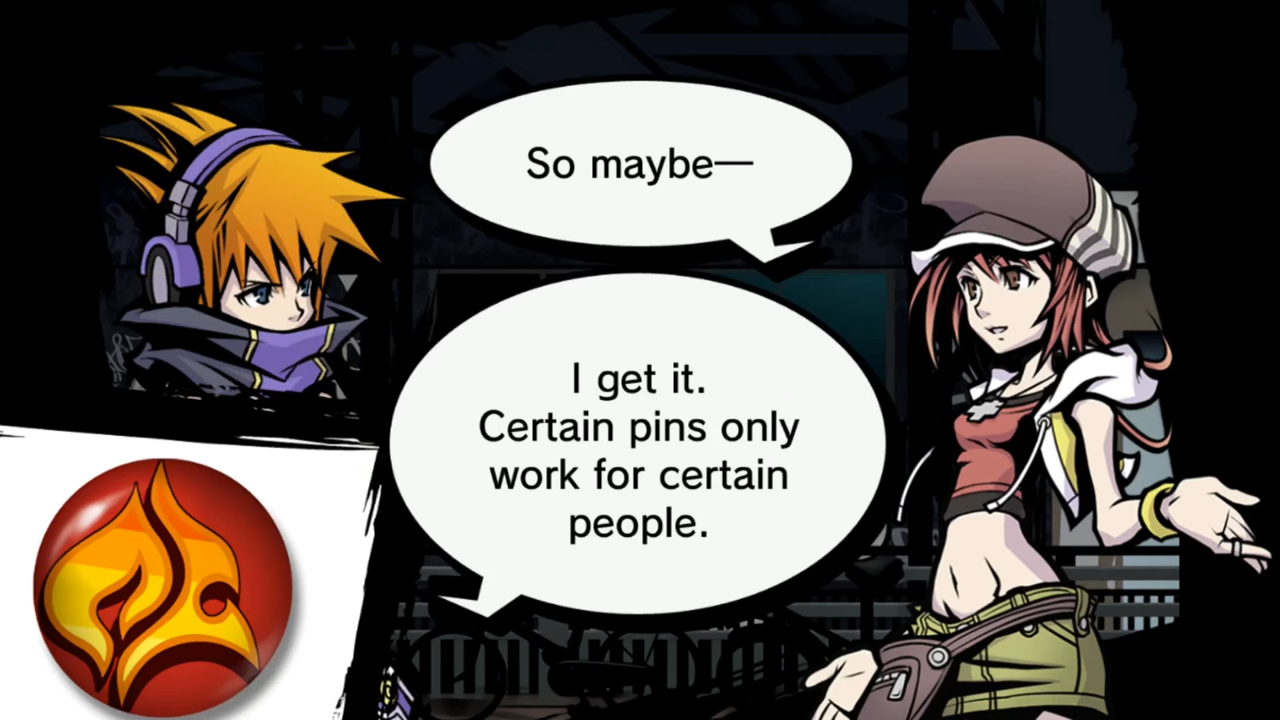 So maybe—
I get it.
Certain pins only
work for certain
people.